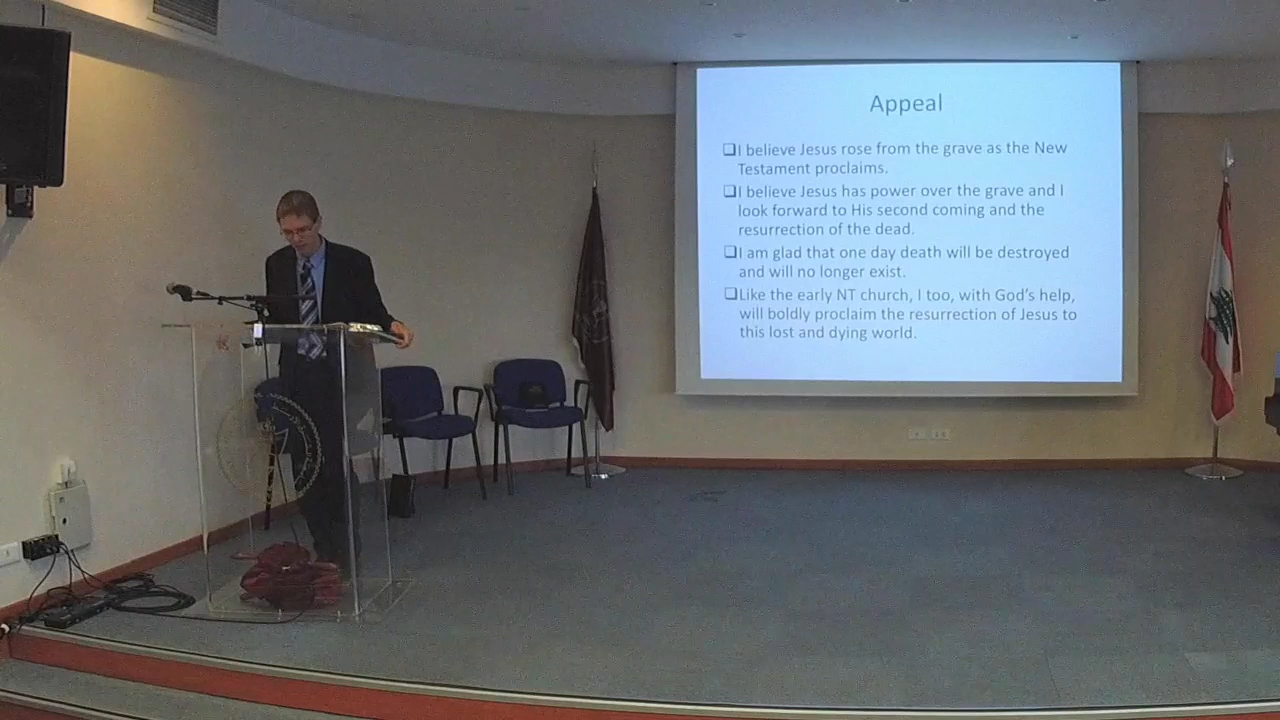 Appeal
❑I believe Jesus rose from the grave as the New
Testament proclaims.
❑I believe Jesus has power over the grave and I
look forward to His second coming and the
resurrection of the dead.
❑I am glad that one day death will be destroyed
and will no longer exist.
❑Like the early NT church, I too, with God's help,
will boldly proclaim the resurrection of Jesus to
this lost and dying world.